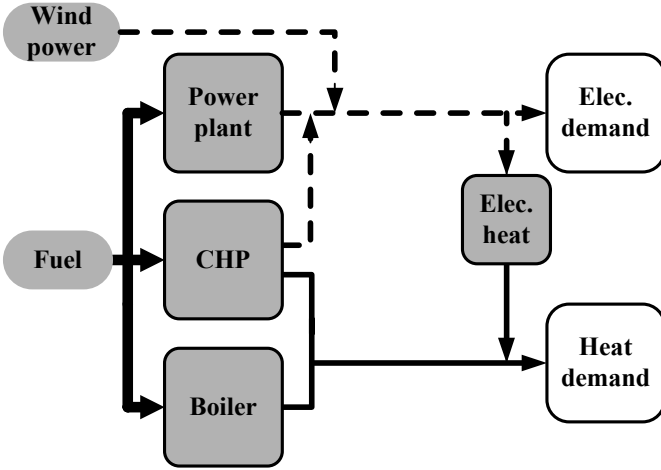 Wind
power
Power
plant
Elec.
demand
Elec.
heat
Fuel
CHP
Heat
demand
Boiler